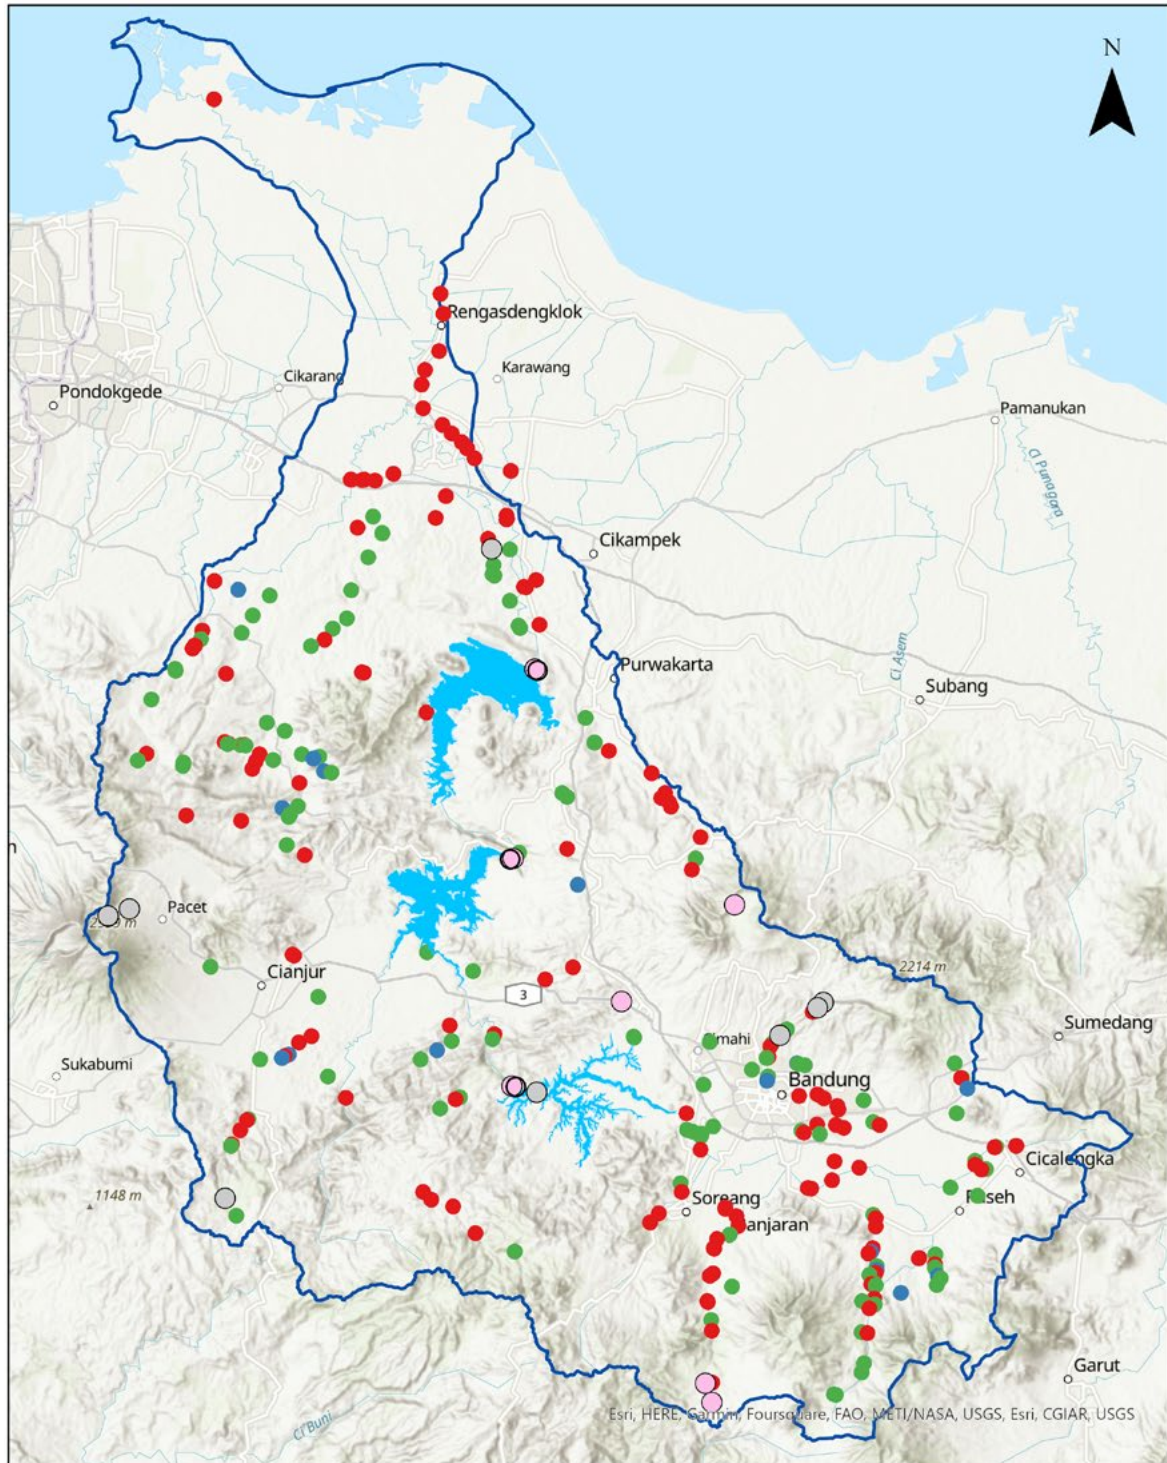 N
Rengasdengklok
Cikarang
Karawang
Pondokgede
Pamanukan
Ci Punagara
Cikampek
Ci Asem
Purwakarta
Subang
n
Pacet
m
2214 m
Cianjur
3
Sumedang
Sukabumi
Bandung
Cicalengka
1148 m
Soreang
Garut
Ci Buni
Esri, HERE, Garmin, Foursquare, FAO, METI/NASA, USGS, Esri, CGIAR, USGS